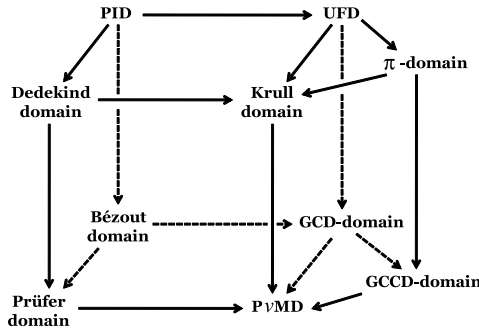 PID
UFD
π -domain
Dedekind
domain
Krull
domain
Bézout
domain
GCD-domain
GCCD-domain
Prüfer
domain
PvMD